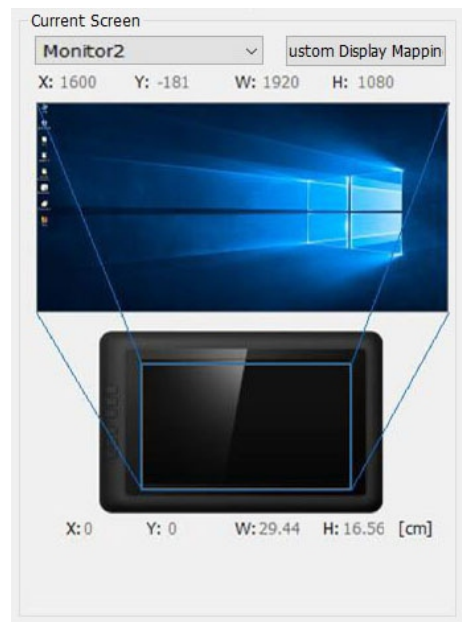 Current Screen
Monitor2 ustom Display Mappin
X: 1600 Y: -181 W: 1920 H: 1080
X: 0 Y: 0 W: 29.44 H: 16.56 [cm]